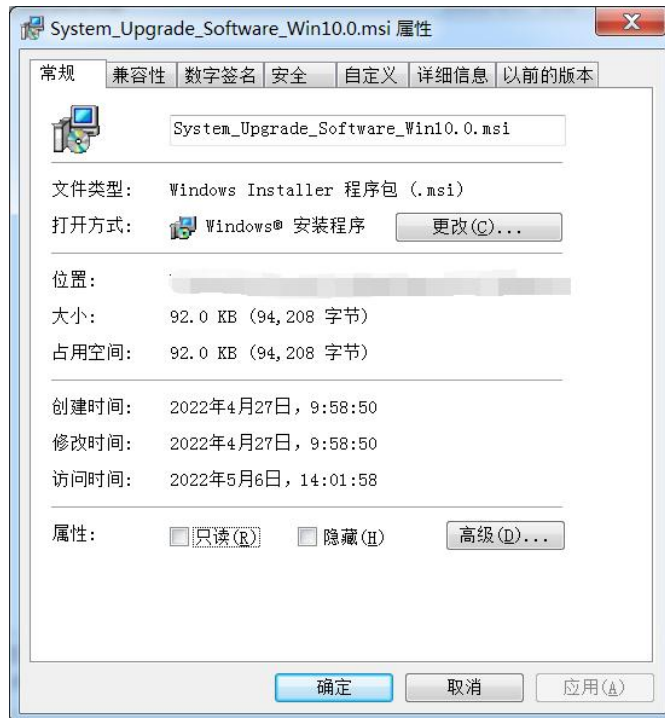 System_Upgrade_Software_Win10.0.msi 属性
常规 兼容性 数字签名 安全 自定义 详细信息 以前的版本
System_Upgrade_Software_Win10.0.msi
文件类型: Windows Installer 程序包 (.msi)
打开方式: Windows® 安装程序 更改(C)...
位置:
大小: 92.0 KB (94,208 字节)
占用空间: 92.0 KB (94,208 字节)
创建时间: 2022年4月27日，9:58:50
修改时间: 2022年4月27日，9:58:50
访问时间: 2022年5月6日，14:01:58
属性: 只读(R) 隐藏(H) 高级(D)...
确定 取消 应用(A)